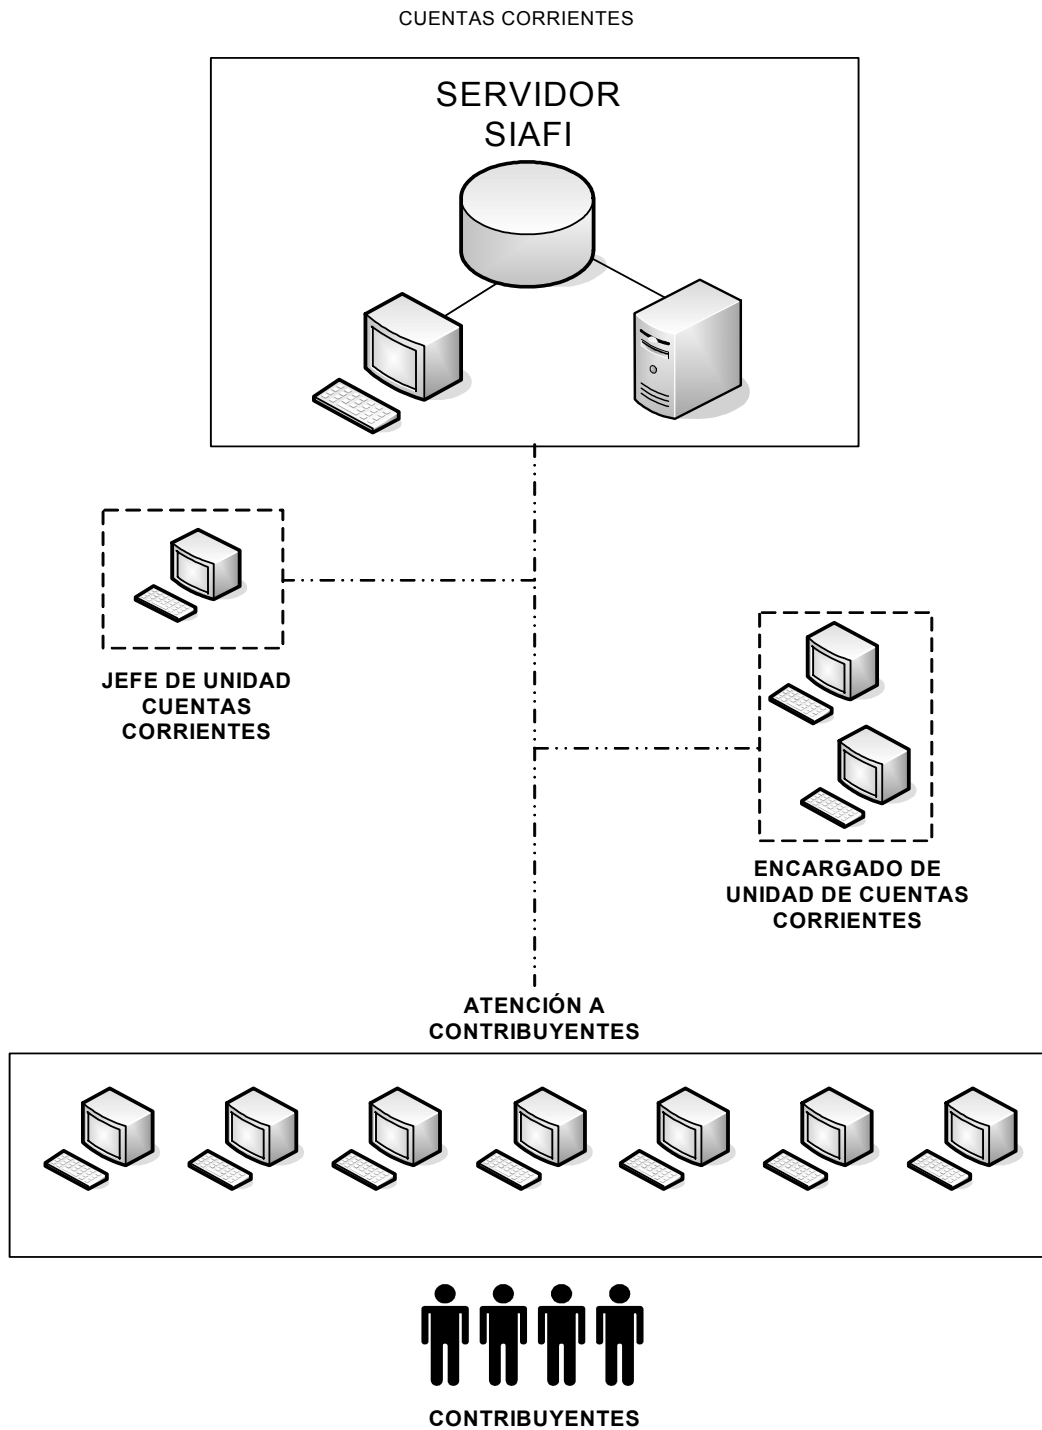 CUENTAS CORRIENTES
SERVIDOR
SIAFI
JEFE DE UNIDAD
CUENTAS
CORRIENTES
ENCARGADO DE
UNIDAD DE CUENTAS
CORRIENTES
ATENCIÓN A
CONTRIBUYENTES
CONTRIBUYENTES